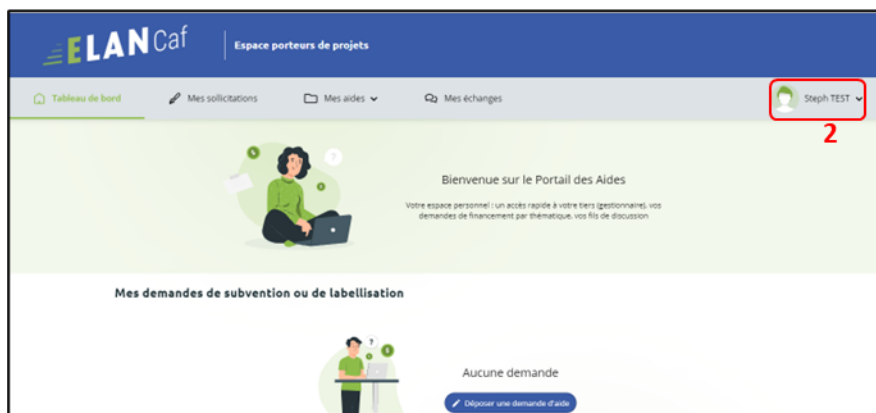 ELANCaf
Espace porteurs de projets
Tableau de bord
Mes sollicitations
Mes aides
Mes échanges
Steph TEST
2
?
Bienvenue sur le Portail des Aides
Votre espace personnel : un accès rapide à votre tiers (gestionnaire), vos
demandes de financement par thématique, vos fils de discussion
Mes demandes de subvention ou de labellisation
?
Aucune demande
Déposer une demande d'aide